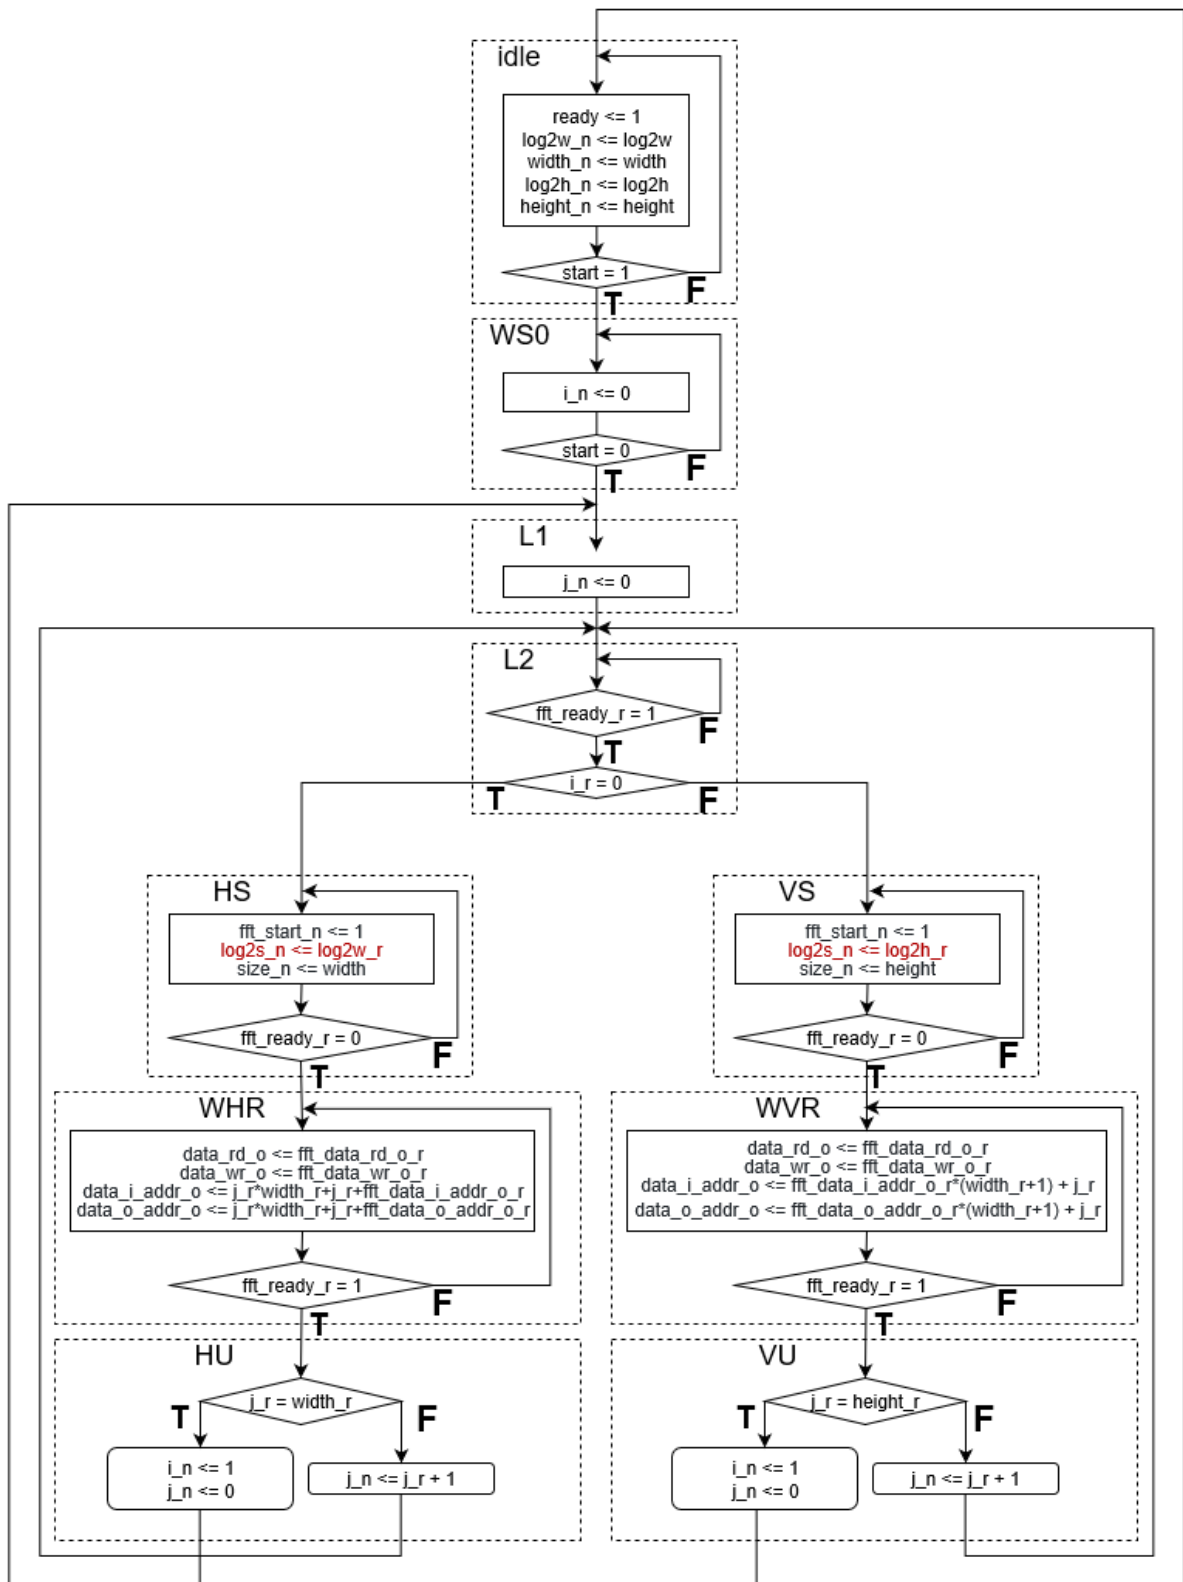 idle
ready <= 1
log2w_n <= log2w
width_n <= width
log2h_n <= log2h
height_n <= height
start = 1
F
T
WS0
i_n <= 0
start = 0
F
T
L1
j_n <= 0
L2
fft_ready_r = 1
F
T
i_r = 0
T
F
HS
fft_start_n <= 1
log2s_n <= log2w_r
size_n <= width
fft_ready_r = 0
F
T
VS
fft_start_n <= 1
log2s_n <= log2h_r
size_n <= height
fft_ready_r = 0
F
T
WHR
data_rd_o <= fft_data_rd_o_r
data_wr_o <= fft_data_wr_o_r
data_i_addr_o <= j_r*width_r+j_r+fft_data_i_addr_o_r
data_o_addr_o <= j_r*width_r+j_r+fft_data_o_addr_o_r
fft_ready_r = 1
F
T
WVR
data_rd_o <= fft_data_rd_o_r
data_wr_o <= fft_data_wr_o_r
data_i_addr_o <= fft_data_i_addr_o_r*(width_r+1) + j_r
data_o_addr_o <= fft_data_o_addr_o_r*(width_r+1) + j_r
fft_ready_r = 1
F
T
HU
j_r = width_r
T
F
i_n <= 1
j_n <= 0
j_n <= j_r + 1
VU
j_r = height_r
T
F
i_n <= 1
j_n <= 0
j_n <= j_r + 1